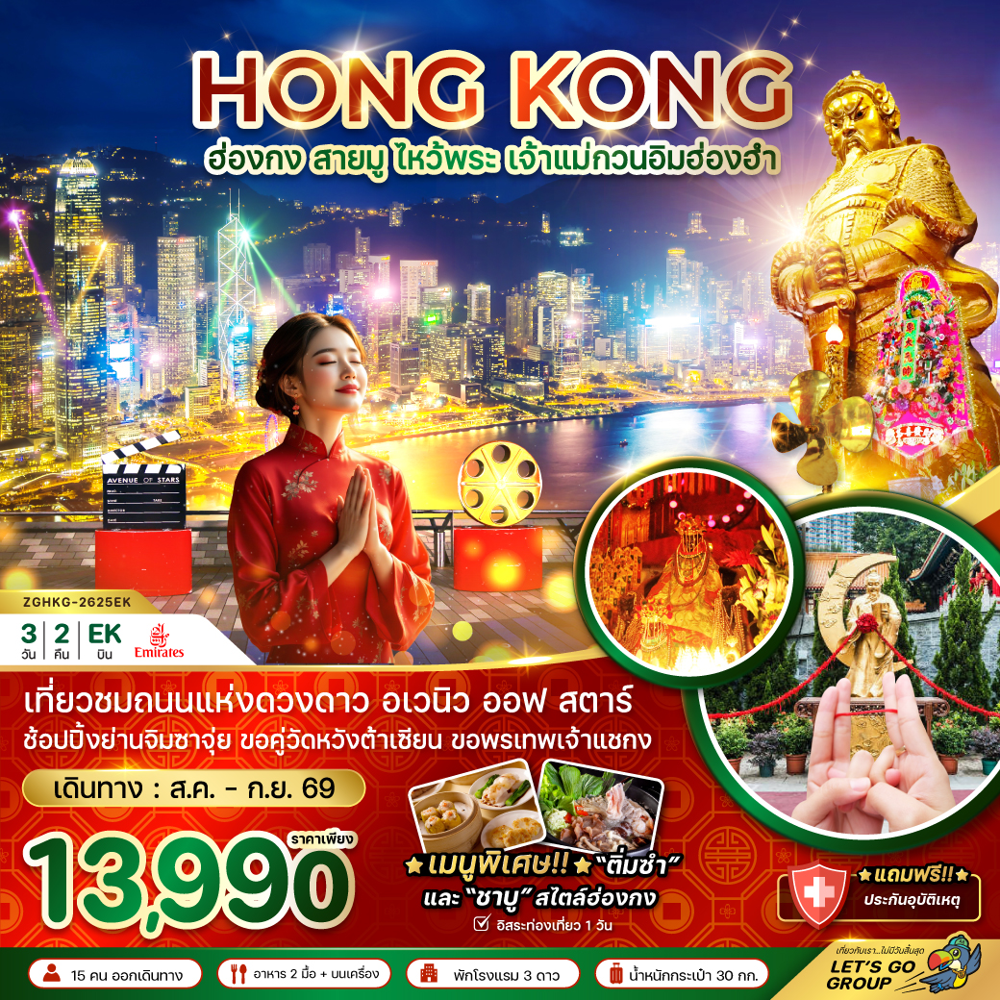 HONG KONG
ฮ่องกง สายมู ไหว้พระ เจ้าแม่กวนอิมฮ่องฮำ
AVENUE OF STARS
ZGHKG-2625EK
3 วัน
2 คืน
EK บิน
Emirates
เที่ยวชมถนนแห่งดวงดาว อเวนิว ออฟ สตาร์
ช้อปปิ้งย่านจิมซาจุ่ย ขอคู่วัดหวังต้าเซียน ขอพรเทพเจ้าแชกง
เดินทาง : ส.ค. - ก.ย. 69
ราคาเพียง
13,990
เมนูพิเศษ!! “ติ่มซำ”
และ “ชาบู” สไตล์ฮ่องกง
อิสระท่องเที่ยว 1 วัน
แถมฟรี!!
ประกันอุบัติเหตุ
15 คน ออกเดินทาง
อาหาร 2 มื้อ + บนเครื่อง
พักโรงแรม 3 ดาว
น้ำหนักกระเป๋า 30 กก.
เที่ยวกับเรา...ไม่มีวันสิ้นสุด
LET'S GO
GROUP